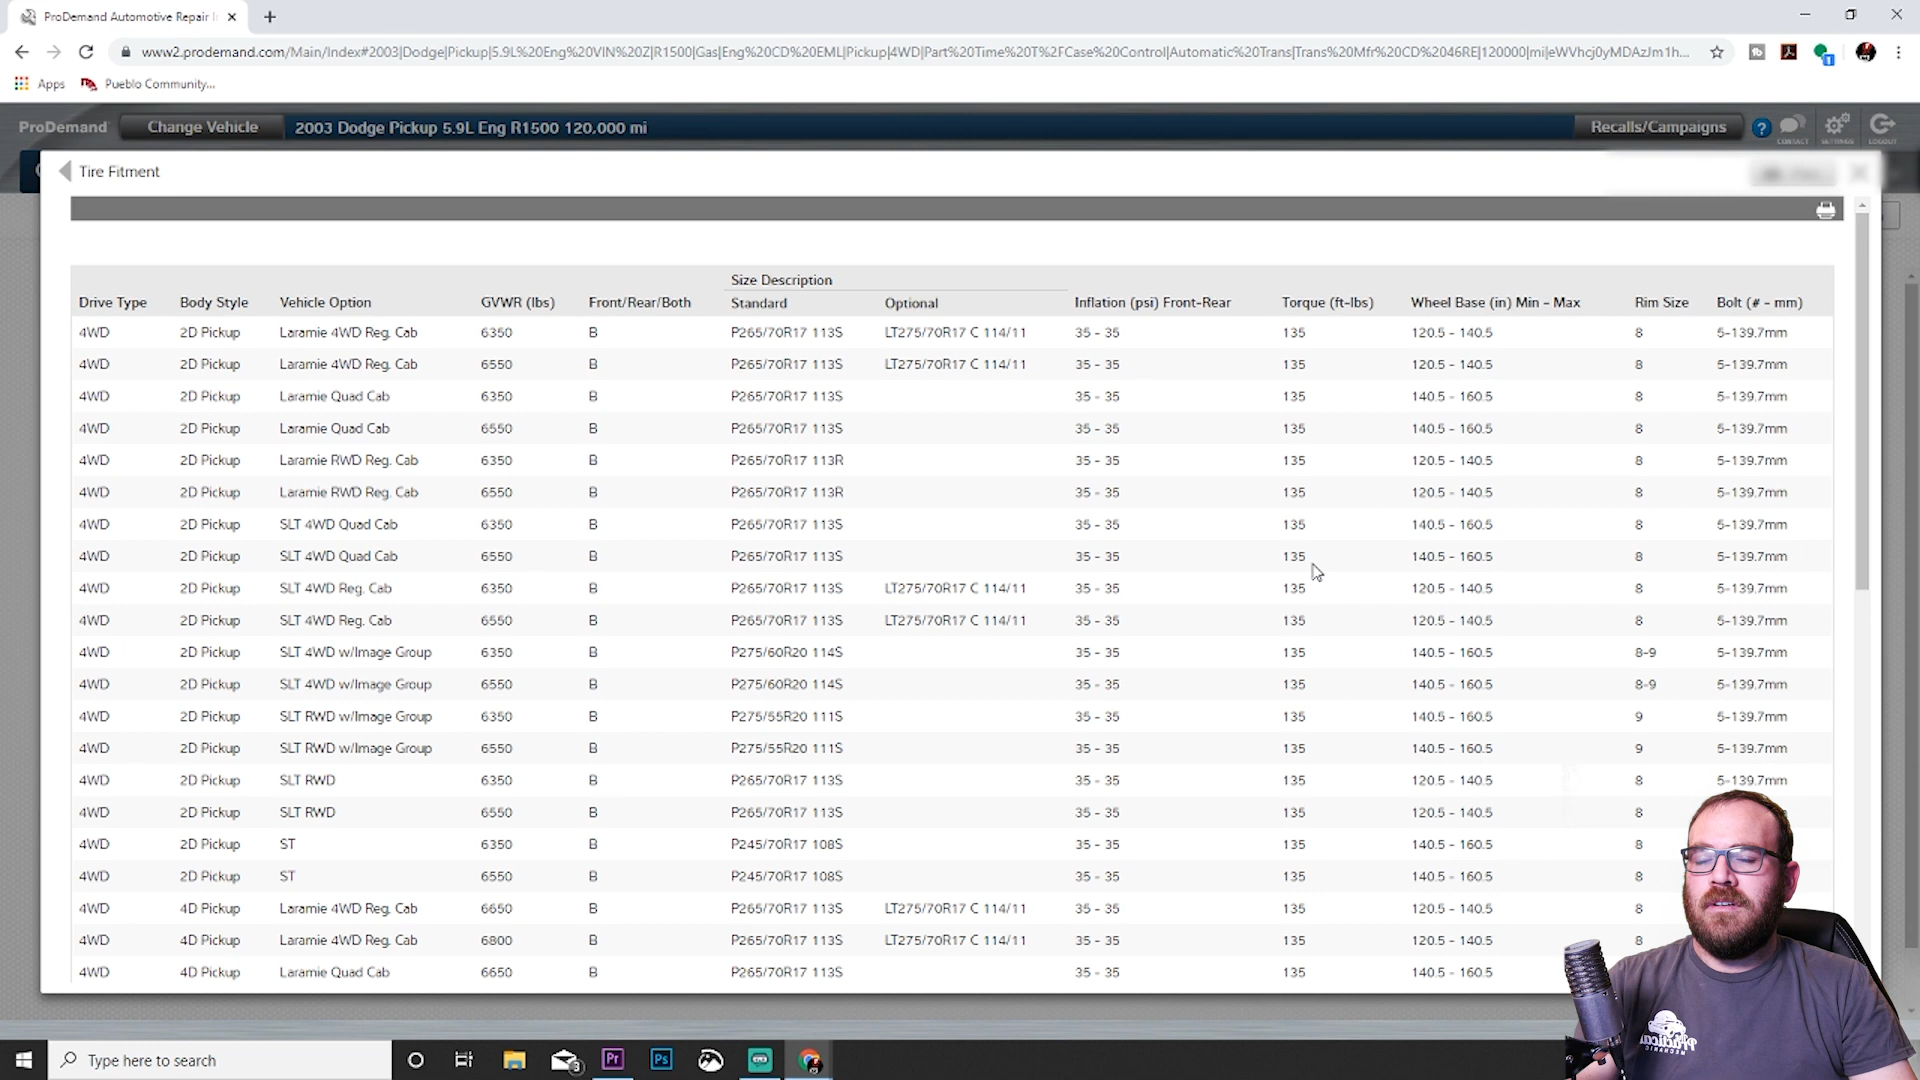 ProDemand Automotive Repair I
www2.prodemand.com/Main/Index#2003|Dodge|Pickup|5.9L%20Eng%20VIN%20Z|R1500|Gas|Eng%20CD%20EML|Pickup|4WD|Part%20Time%20T%2FCase%20Control|Automatic%20Trans|Trans%20Mfr%20CD%2046RE|120000|mi|eWVhcj0yMDAzJm1h...
Apps Pueblo Community...
ProDemand Change Vehicle 2003 Dodge Pickup 5.9L Eng R1500 120,000 mi Recalls/Campaigns ? CONTACT SETTINGS LOGOUT
Tire Fitment
Size Description
Drive Type Body Style Vehicle Option GVWR (lbs) Front/Rear/Both Standard Optional Inflation (psi) Front-Rear Torque (ft-lbs) Wheel Base (in) Min - Max Rim Size Bolt (# - mm)
4WD 2D Pickup Laramie 4WD Reg. Cab 6350 B P265/70R17 113S LT275/70R17 C 114/11 35 - 35 135 120.5 - 140.5 8 5-139.7mm
4WD 2D Pickup Laramie 4WD Reg. Cab 6550 B P265/70R17 113S LT275/70R17 C 114/11 35 - 35 135 120.5 - 140.5 8 5-139.7mm
4WD 2D Pickup Laramie Quad Cab 6350 B P265/70R17 113S 35 - 35 135 140.5 - 160.5 8 5-139.7mm
4WD 2D Pickup Laramie Quad Cab 6550 B P265/70R17 113S 35 - 35 135 140.5 - 160.5 8 5-139.7mm
4WD 2D Pickup Laramie RWD Reg. Cab 6350 B P265/70R17 113R 35 - 35 135 120.5 - 140.5 8 5-139.7mm
4WD 2D Pickup Laramie RWD Reg. Cab 6550 B P265/70R17 113R 35 - 35 135 120.5 - 140.5 8 5-139.7mm
4WD 2D Pickup SLT 4WD Quad Cab 6350 B P265/70R17 113S 35 - 35 135 140.5 - 160.5 8 5-139.7mm
4WD 2D Pickup SLT 4WD Quad Cab 6550 B P265/70R17 113S 35 - 35 135 140.5 - 160.5 8 5-139.7mm
4WD 2D Pickup SLT 4WD Reg. Cab 6350 B P265/70R17 113S LT275/70R17 C 114/11 35 - 35 135 120.5 - 140.5 8 5-139.7mm
4WD 2D Pickup SLT 4WD Reg. Cab 6550 B P265/70R17 113S LT275/70R17 C 114/11 35 - 35 135 120.5 - 140.5 8 5-139.7mm
4WD 2D Pickup SLT 4WD w/Image Group 6350 B P275/60R20 114S 35 - 35 135 140.5 - 160.5 8-9 5-139.7mm
4WD 2D Pickup SLT 4WD w/Image Group 6550 B P275/60R20 114S 35 - 35 135 140.5 - 160.5 8-9 5-139.7mm
4WD 2D Pickup SLT RWD w/Image Group 6350 B P275/55R20 111S 35 - 35 135 140.5 - 160.5 9 5-139.7mm
4WD 2D Pickup SLT RWD w/Image Group 6550 B P275/55R20 111S 35 - 35 135 140.5 - 160.5 9 5-139.7mm
4WD 2D Pickup SLT RWD 6350 B P265/70R17 113S 35 - 35 135 120.5 - 140.5 8 5-139.7mm
4WD 2D Pickup SLT RWD 6550 B P265/70R17 113S 35 - 35 135 120.5 - 140.5 8
4WD 2D Pickup ST 6350 B P245/70R17 108S 35 - 35 135 140.5 - 160.5 8
4WD 2D Pickup ST 6550 B P245/70R17 108S 35 - 35 135 140.5 - 160.5 8
4WD 4D Pickup Laramie 4WD Reg. Cab 6650 B P265/70R17 113S LT275/70R17 C 114/11 35 - 35 135 120.5 - 140.5 8
4WD 4D Pickup Laramie 4WD Reg. Cab 6800 B P265/70R17 113S LT275/70R17 C 114/11 35 - 35 135 120.5 - 140.5 8
4WD 4D Pickup Laramie Quad Cab 6650 B P265/70R17 113S 35 - 35 135 140.5 - 160.5
Practical
MECHANIC
Type here to search 3 Pr Ps